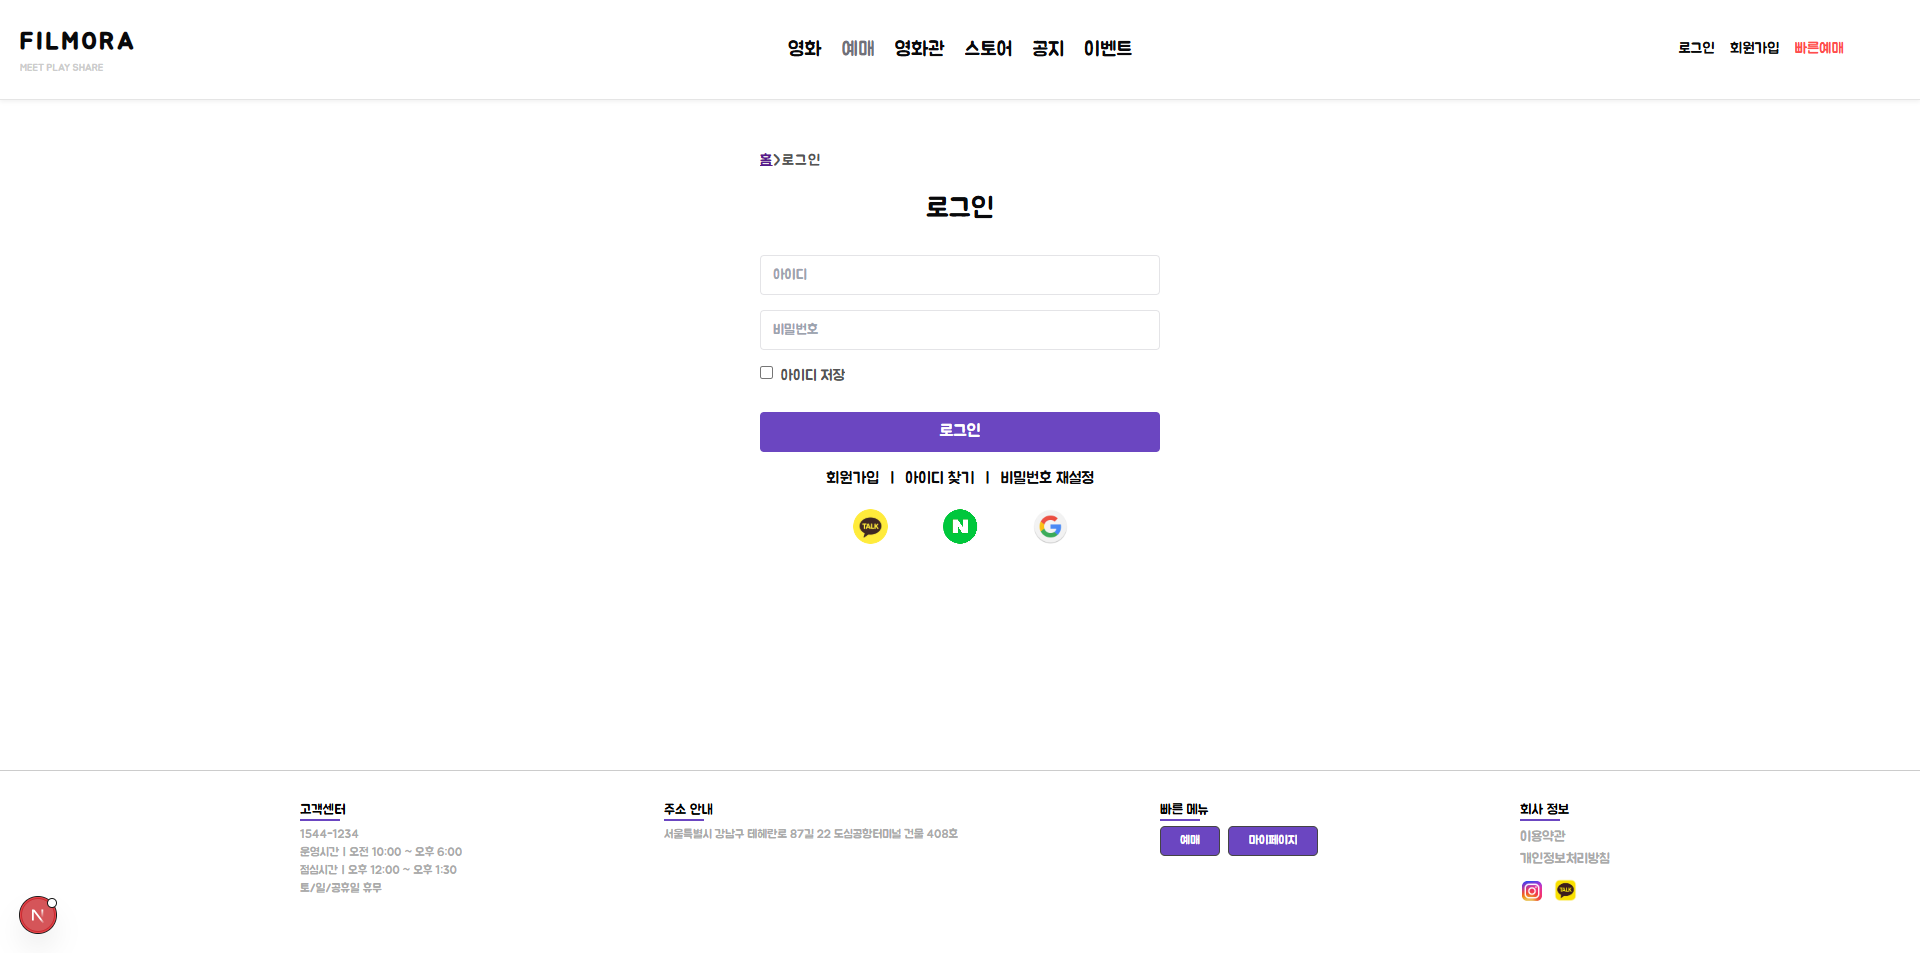 FILMORA
MEET PLAY SHARE
영화 예매 영화관 스토어 공지 이벤트
로그인 회원가입 빠른예매
홈>로그인
로그인
아이디
비밀번호
아이디 저장
로그인
회원가입 | 아이디 찾기 | 비밀번호 재설정
TALK
N
G
고객센터
1544-1234
운영시간 | 오전 10:00 ~ 오후 6:00
점심시간 | 오후 12:00 ~ 오후 1:30
토/일/공휴일 휴무
주소 안내
서울특별시 강남구 테헤란로 87길 22 도심공항터미널 건물 408호
빠른 메뉴
예매 마이페이지
회사 정보
이용약관
개인정보처리방침
TALK
N